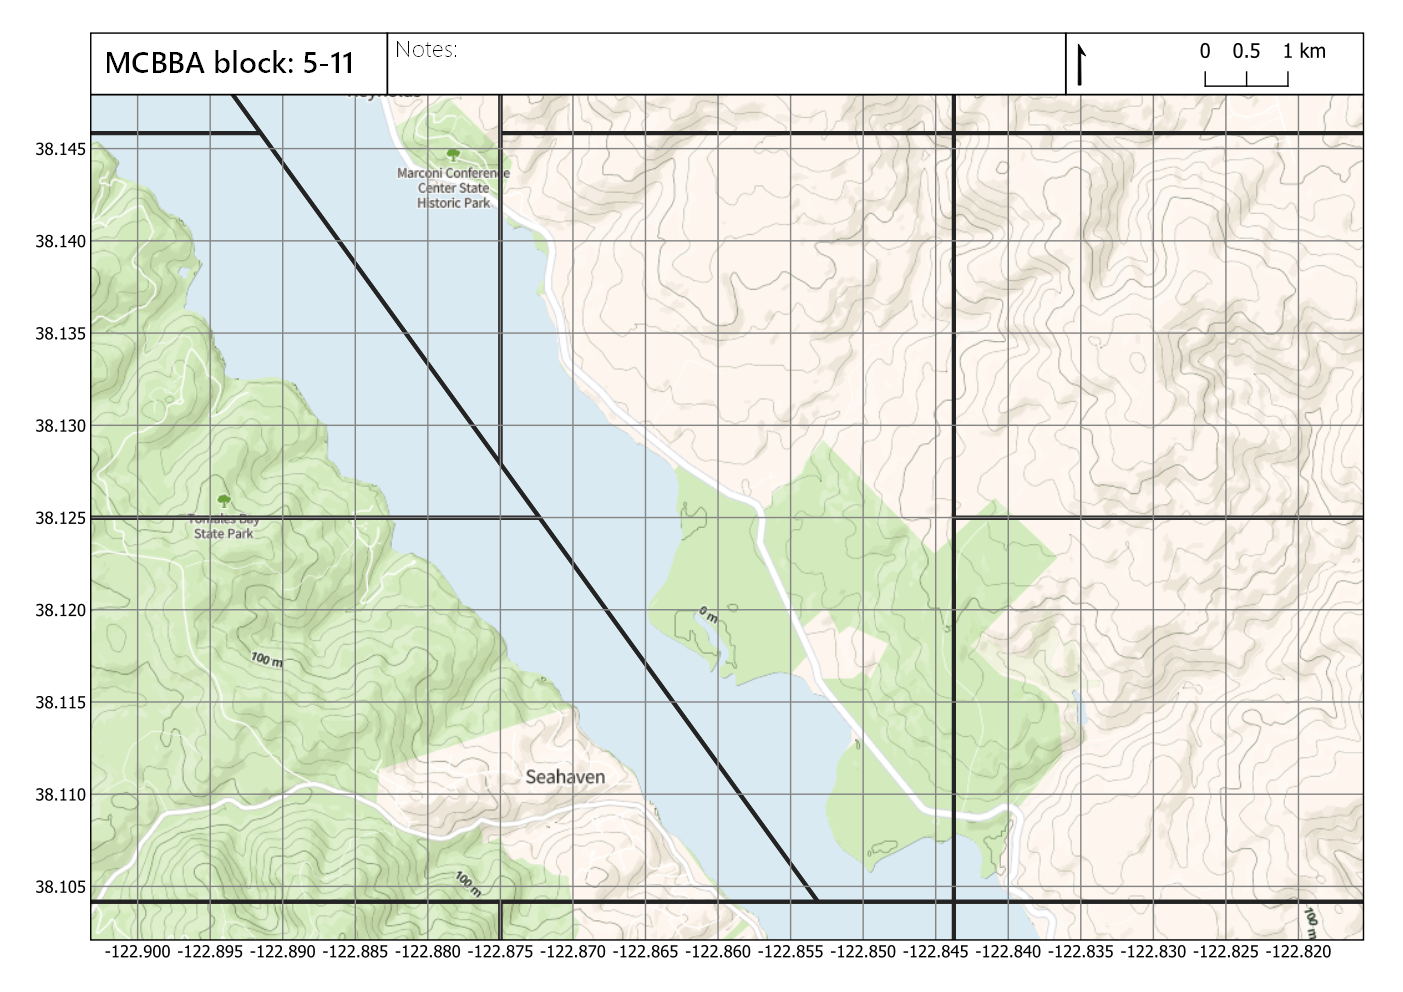 MCBBA block: 5-11
Notes:
0 0.5 1 km
38.145
Marconi Conference
Center State
Historic Park
38.140
38.135
38.130
38.125
Tomales Bay
State Park
38.120
0 m
100 m
38.115
Seahaven
38.110
100 m
38.105
100 m
-122.900 -122.895 -122.890 -122.885 -122.880 -122.875 -122.870 -122.865 -122.860 -122.855 -122.850 -122.845 -122.840 -122.835 -122.830 -122.825 -122.820